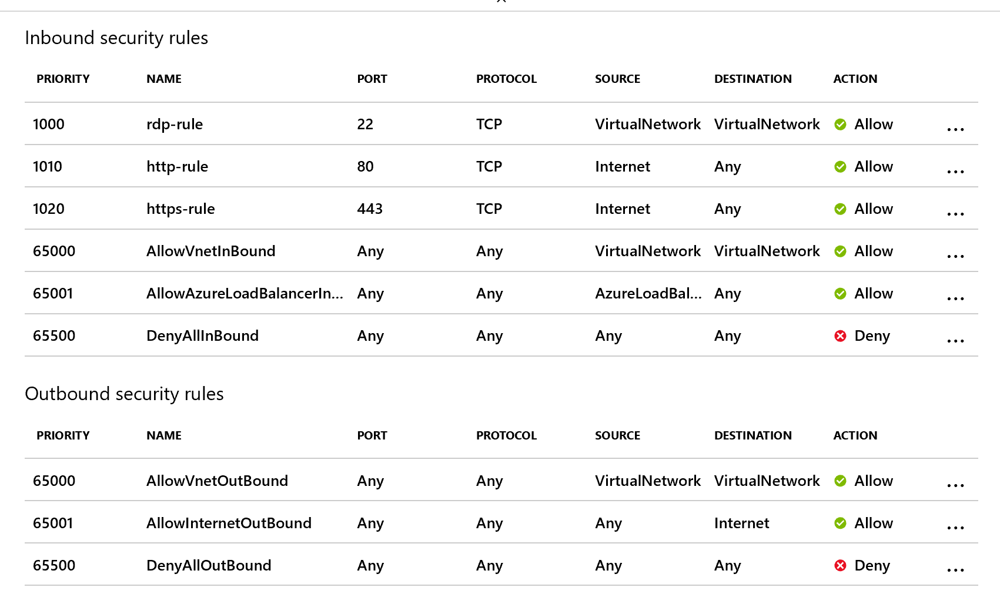 Inbound security rules
PRIORITY NAME PORT PROTOCOL SOURCE DESTINATION ACTION
1000 rdp-rule 22 TCP VirtualNetwork VirtualNetwork Allow ...
1010 http-rule 80 TCP Internet Any Allow ...
1020 https-rule 443 TCP Internet Any Allow ...
65000 AllowVnetInBound Any Any VirtualNetwork VirtualNetwork Allow ...
65001 AllowAzureLoadBalancerIn... Any Any AzureLoadBal... Any Allow ...
65500 DenyAllInBound Any Any Any Any Deny ...
Outbound security rules
PRIORITY NAME PORT PROTOCOL SOURCE DESTINATION ACTION
65000 AllowVnetOutBound Any Any VirtualNetwork VirtualNetwork Allow ...
65001 AllowInternetOutBound Any Any Any Internet Allow ...
65500 DenyAllOutBound Any Any Any Any Deny ...